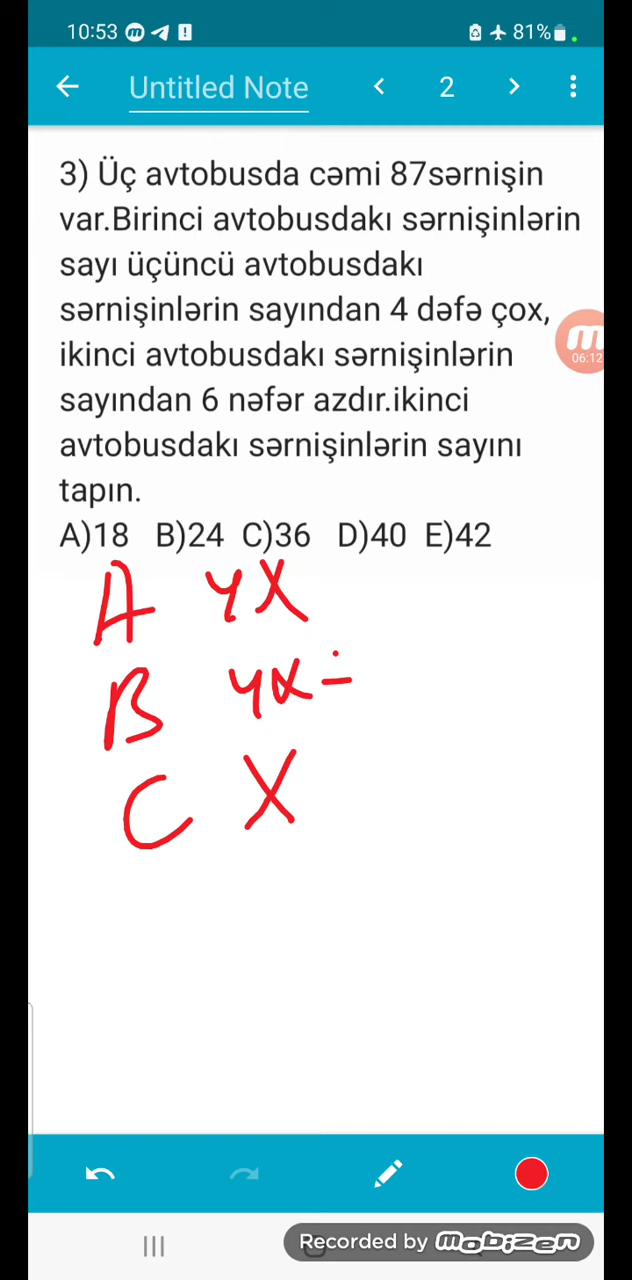 10:53 81%
Untitled Note < 2 >
3) Üç avtobusda cəmi 87sərnişin
var.Birinci avtobusdakı sərnişinlərin
sayı üçüncü avtobusdakı
sərnişinlərin sayından 4 dəfə çox,
ikinci avtobusdakı sərnişinlərin
sayından 6 nəfər azdır.ikinci
avtobusdakı sərnişinlərin sayını
tapın.
A)18 B)24 C)36 D)40 E)42
m
06:12
A 4X
B 4X
C X
Recorded by mobizen